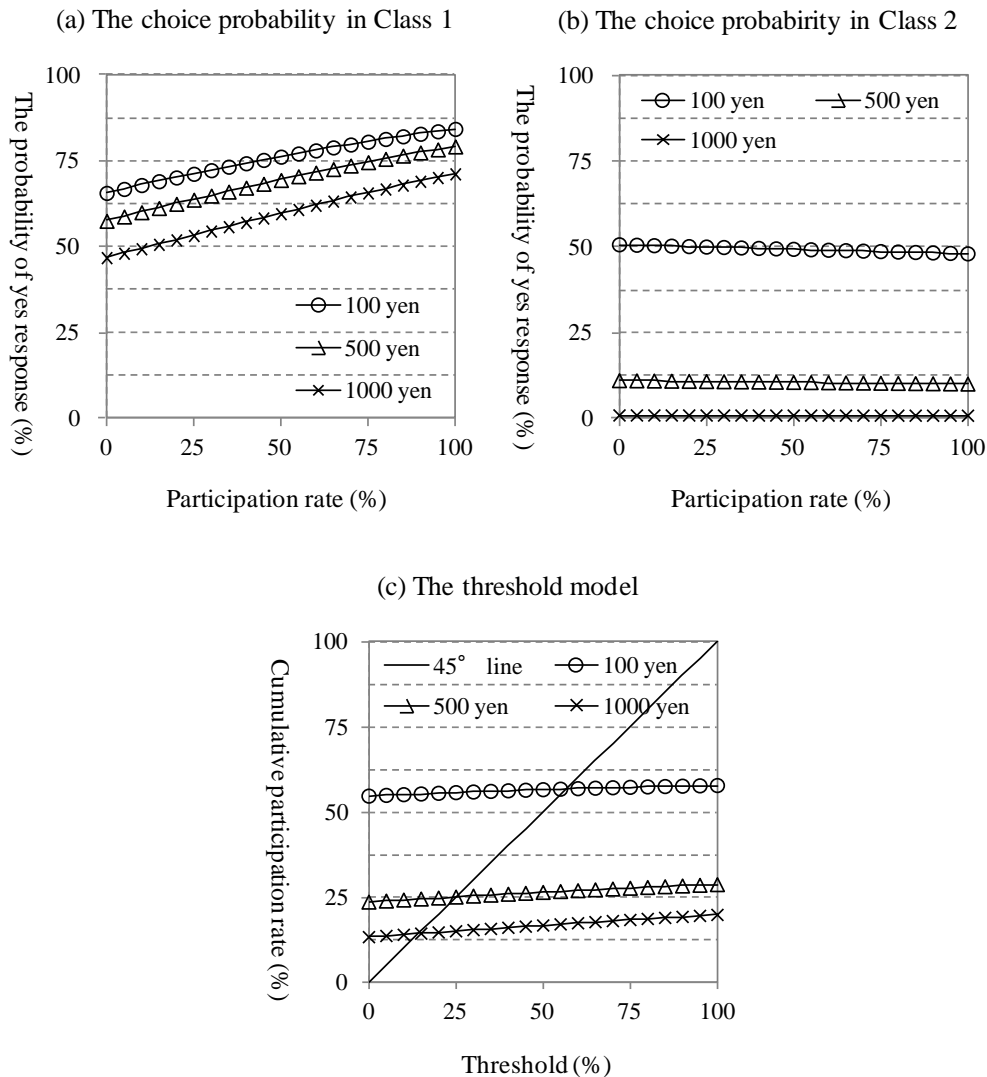 (a) The choice probability in Class 1
The probability of yes response (%)
100
75
50
25
0
100 yen
500 yen
1000 yen
0 25 50 75 100
Participation rate (%)
(b) The choice probabirity in Class 2
The probability of yes response (%)
100
75
50
25
0
100 yen 500 yen
1000 yen
0 25 50 75 100
Participation rate (%)
(c) The threshold model
Cumulative participation rate (%)
100
75
50
25
0
45° line 100 yen
500 yen 1000 yen
0 25 50 75 100
Threshold (%)